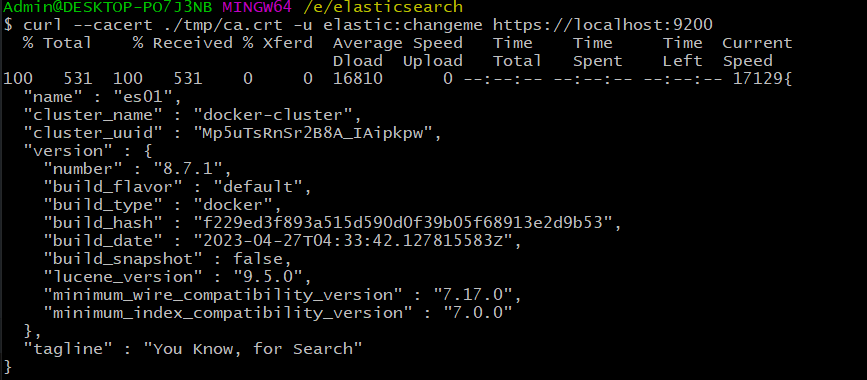 Admin@DESKTOP-PO7J3NB MINGW64 /e/elasticsearch
$ curl --cacert ./tmp/ca.crt -u elastic:changeme https://localhost:9200
  % Total    % Received % Xferd  Average Speed   Time    Time     Time  Current
                                 Dload  Upload   Total   Spent    Left  Speed
100   531  100   531    0     0  16810      0 --:--:-- --:--:-- --:--:-- 17129{
  "name" : "es01",
  "cluster_name" : "docker-cluster",
  "cluster_uuid" : "Mp5uTsRnSr2B8A_IAipkpw",
  "version" : {
    "number" : "8.7.1",
    "build_flavor" : "default",
    "build_type" : "docker",
    "build_hash" : "f229ed3f893a515d590d0f39b05f68913e2d9b53",
    "build_date" : "2023-04-27T04:33:42.127815583Z",
    "build_snapshot" : false,
    "lucene_version" : "9.5.0",
    "minimum_wire_compatibility_version" : "7.17.0",
    "minimum_index_compatibility_version" : "7.0.0"
  },
  "tagline" : "You Know, for Search"
}